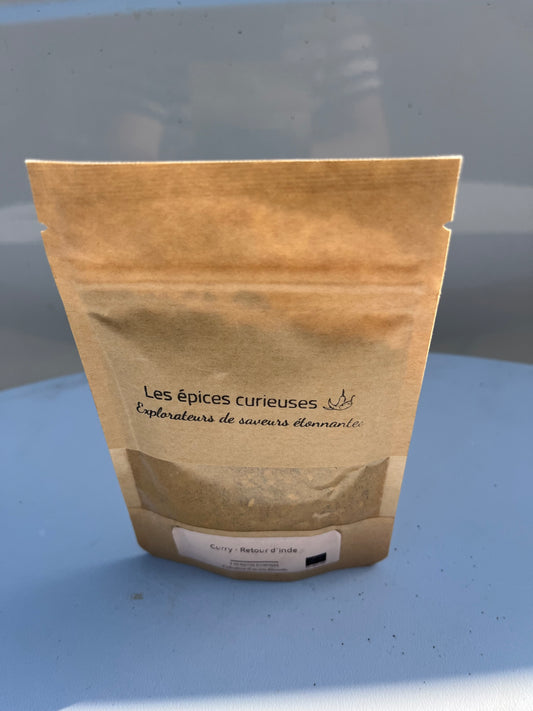 Les épices curieuses
Explorateurs de saveurs étonnantes
Curry - Retour d'inde